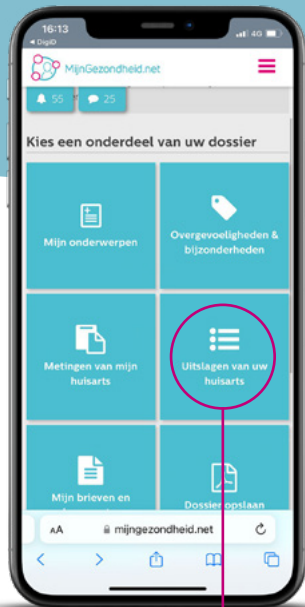 16:13
4G
◄ DigiD
MijnGezondheid.net
55
25
Kies een onderdeel van uw dossier
Mijn onderwerpen
Overgevoeligheden &
bijzonderheden
Metingen van mijn
huisarts
Uitslagen van uw
huisarts
Mijn brieven en
Dossier opslaan
AA
mijngezondheid.net